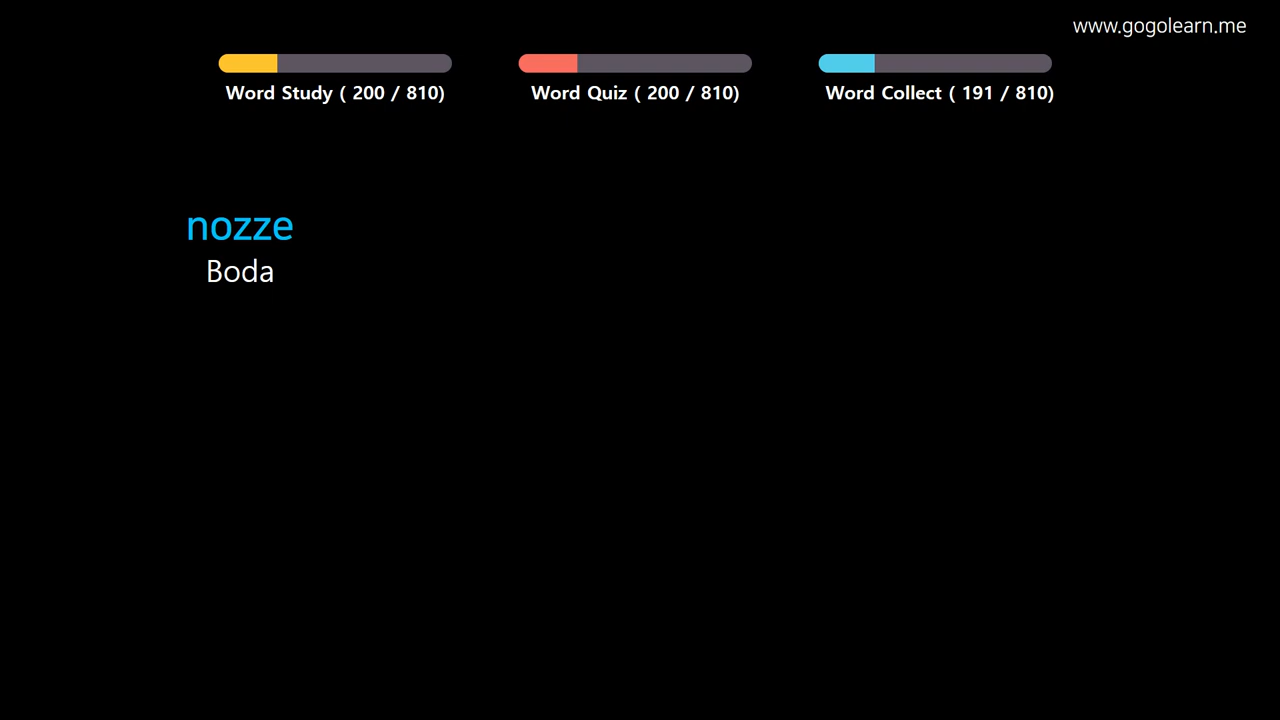 www.gogolearn.me
Word Study ( 200 / 810)
Word Quiz ( 200 / 810)
Word Collect ( 191 / 810)
nozze
Boda